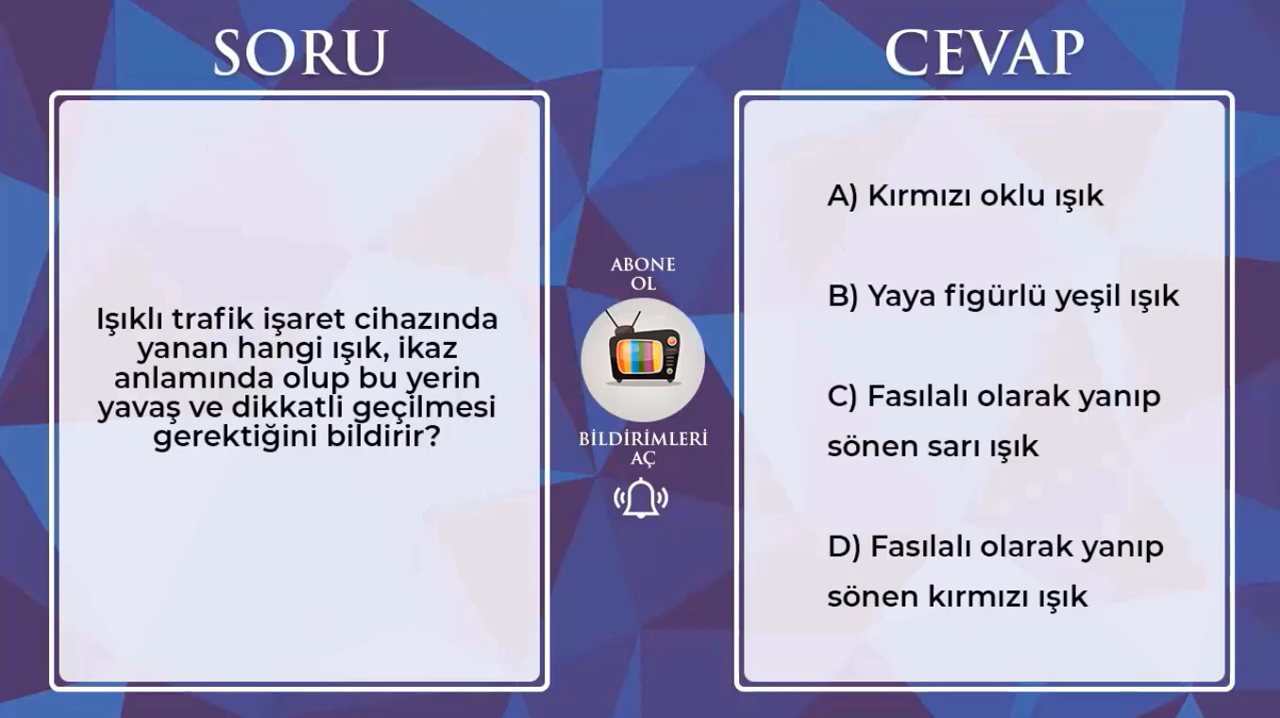 SORU
Işıklı trafik işaret cihazında
yanan hangi ışık, ikaz
anlamında olup bu yerin
yavaş ve dikkatli geçilmesi
gerektiğini bildirir?
ABONE
OL
BİLDİRİMLERİ
AÇ
CEVAP
A) Kırmızı oklu ışık
B) Yaya figürlü yeşil ışık
C) Fasılalı olarak yanıp
sönen sarı ışık
D) Fasılalı olarak yanıp
sönen kırmızı ışık